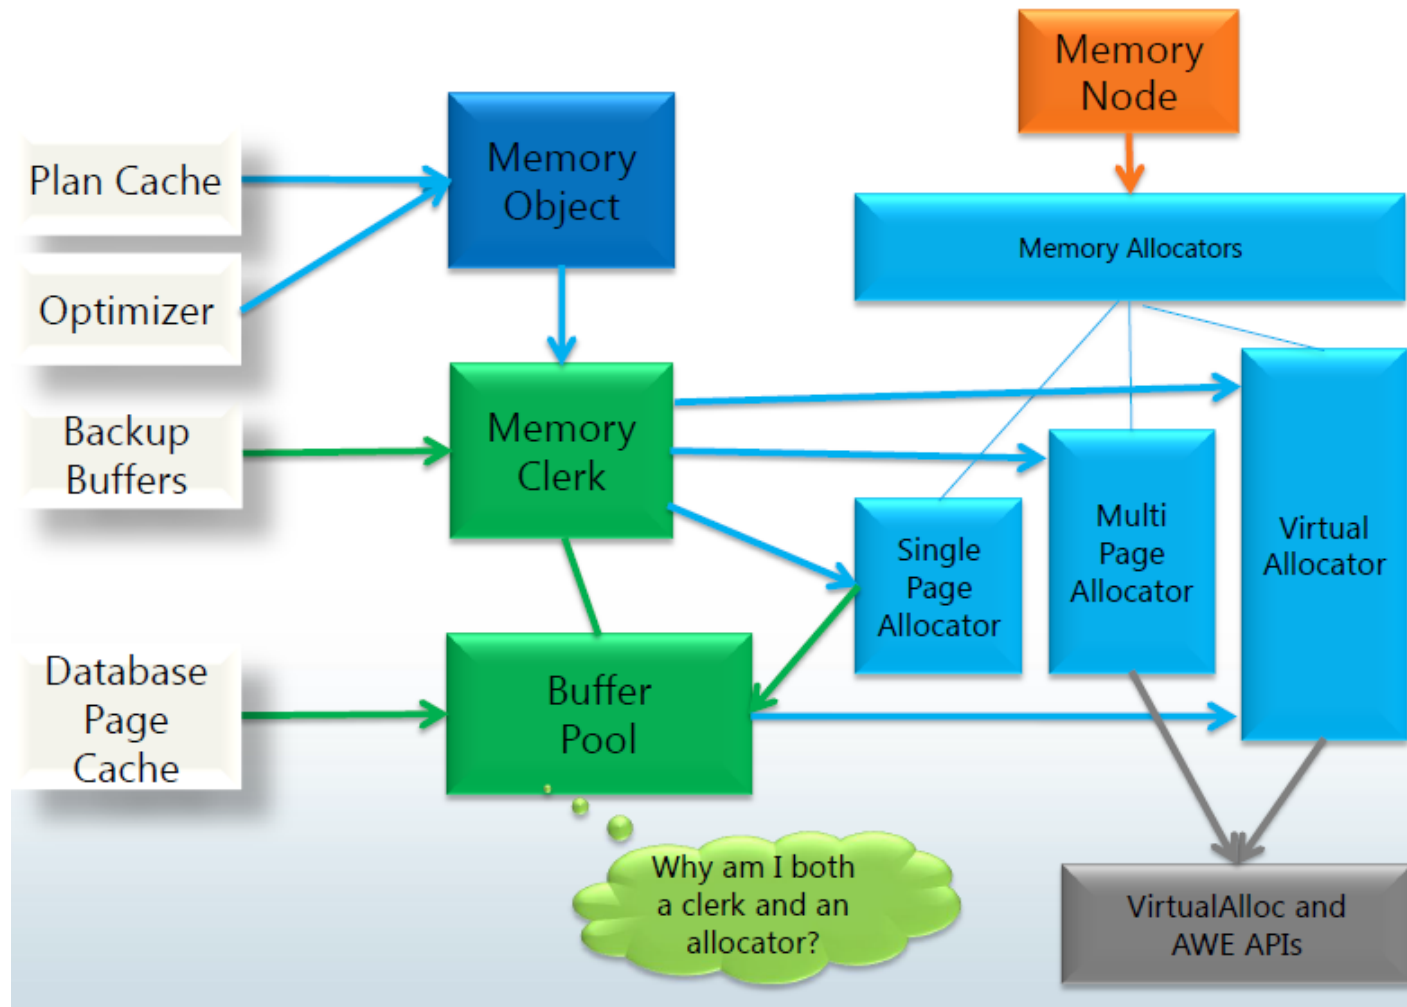 Memory
Node
Plan Cache
Memory
Object
Memory Allocators
Optimizer
Backup
Buffers
Memory
Clerk
Single
Page
Allocator
Multi
Page
Allocator
Virtual
Allocator
Database
Page
Cache
Buffer
Pool
Why am I both
a clerk and an
allocator?
VirtualAlloc and
AWE APIs